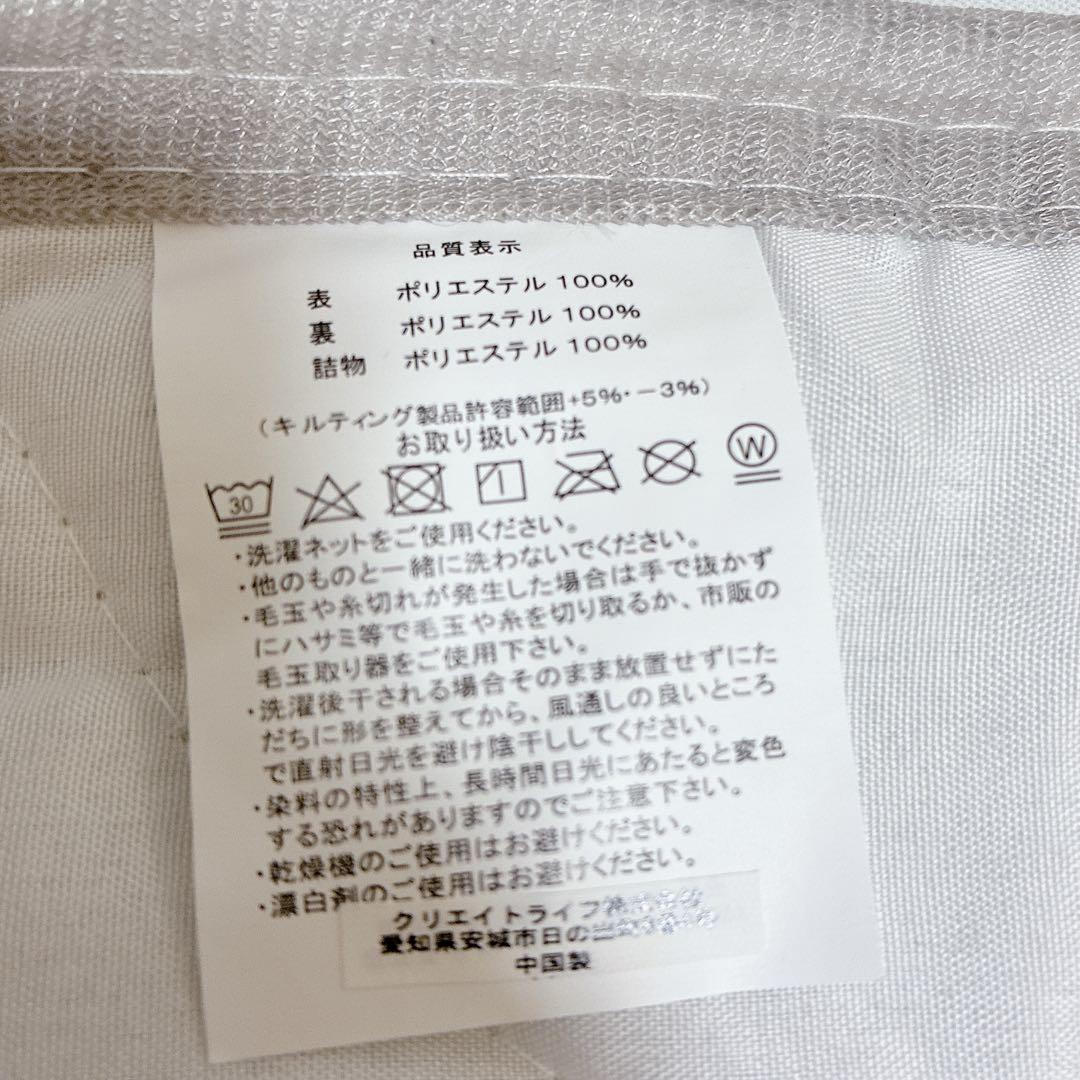 品質表示
表 ポリエステル 100%
裏 ポリエステル 100%
詰物 ポリエステル 100%
（キルティング製品許容範囲+5%・－3%）
お取り扱い方法
30 W
・洗濯ネットをご使用ください。
・他のものと一緒に洗わないでください。
・毛玉や糸切れが発生した場合は手で抜かず
にハサミ等で毛玉や糸を切り取るか、市販の
毛玉取り器をご使用下さい。
・洗濯後干される場合そのまま放置せずにた
だちに形を整えてから、風通しの良いところ
で直射日光を避け陰干ししてください。
・染料の特性上、長時間日光にあたると変色
する恐れがありますのでご注意下さい。
・乾燥機のご使用はお避けください。
・漂白剤のご使用はお避けください。
クリエイトライフ株式会社
愛知県安城市日の出町
中国製